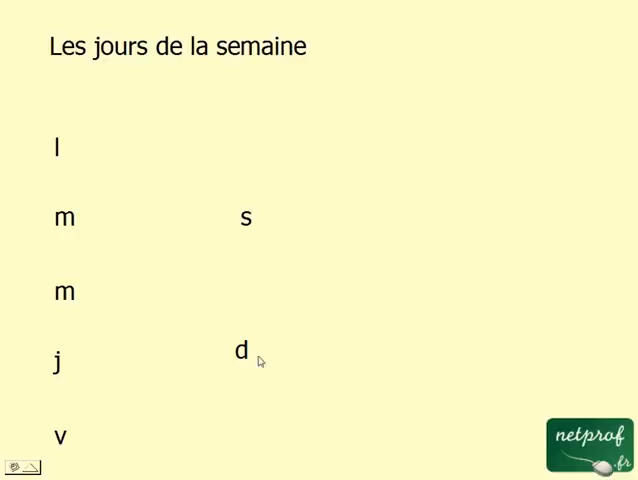 Les jours de la semaine
l
m
m
j
v
s
d
netprof
.fr